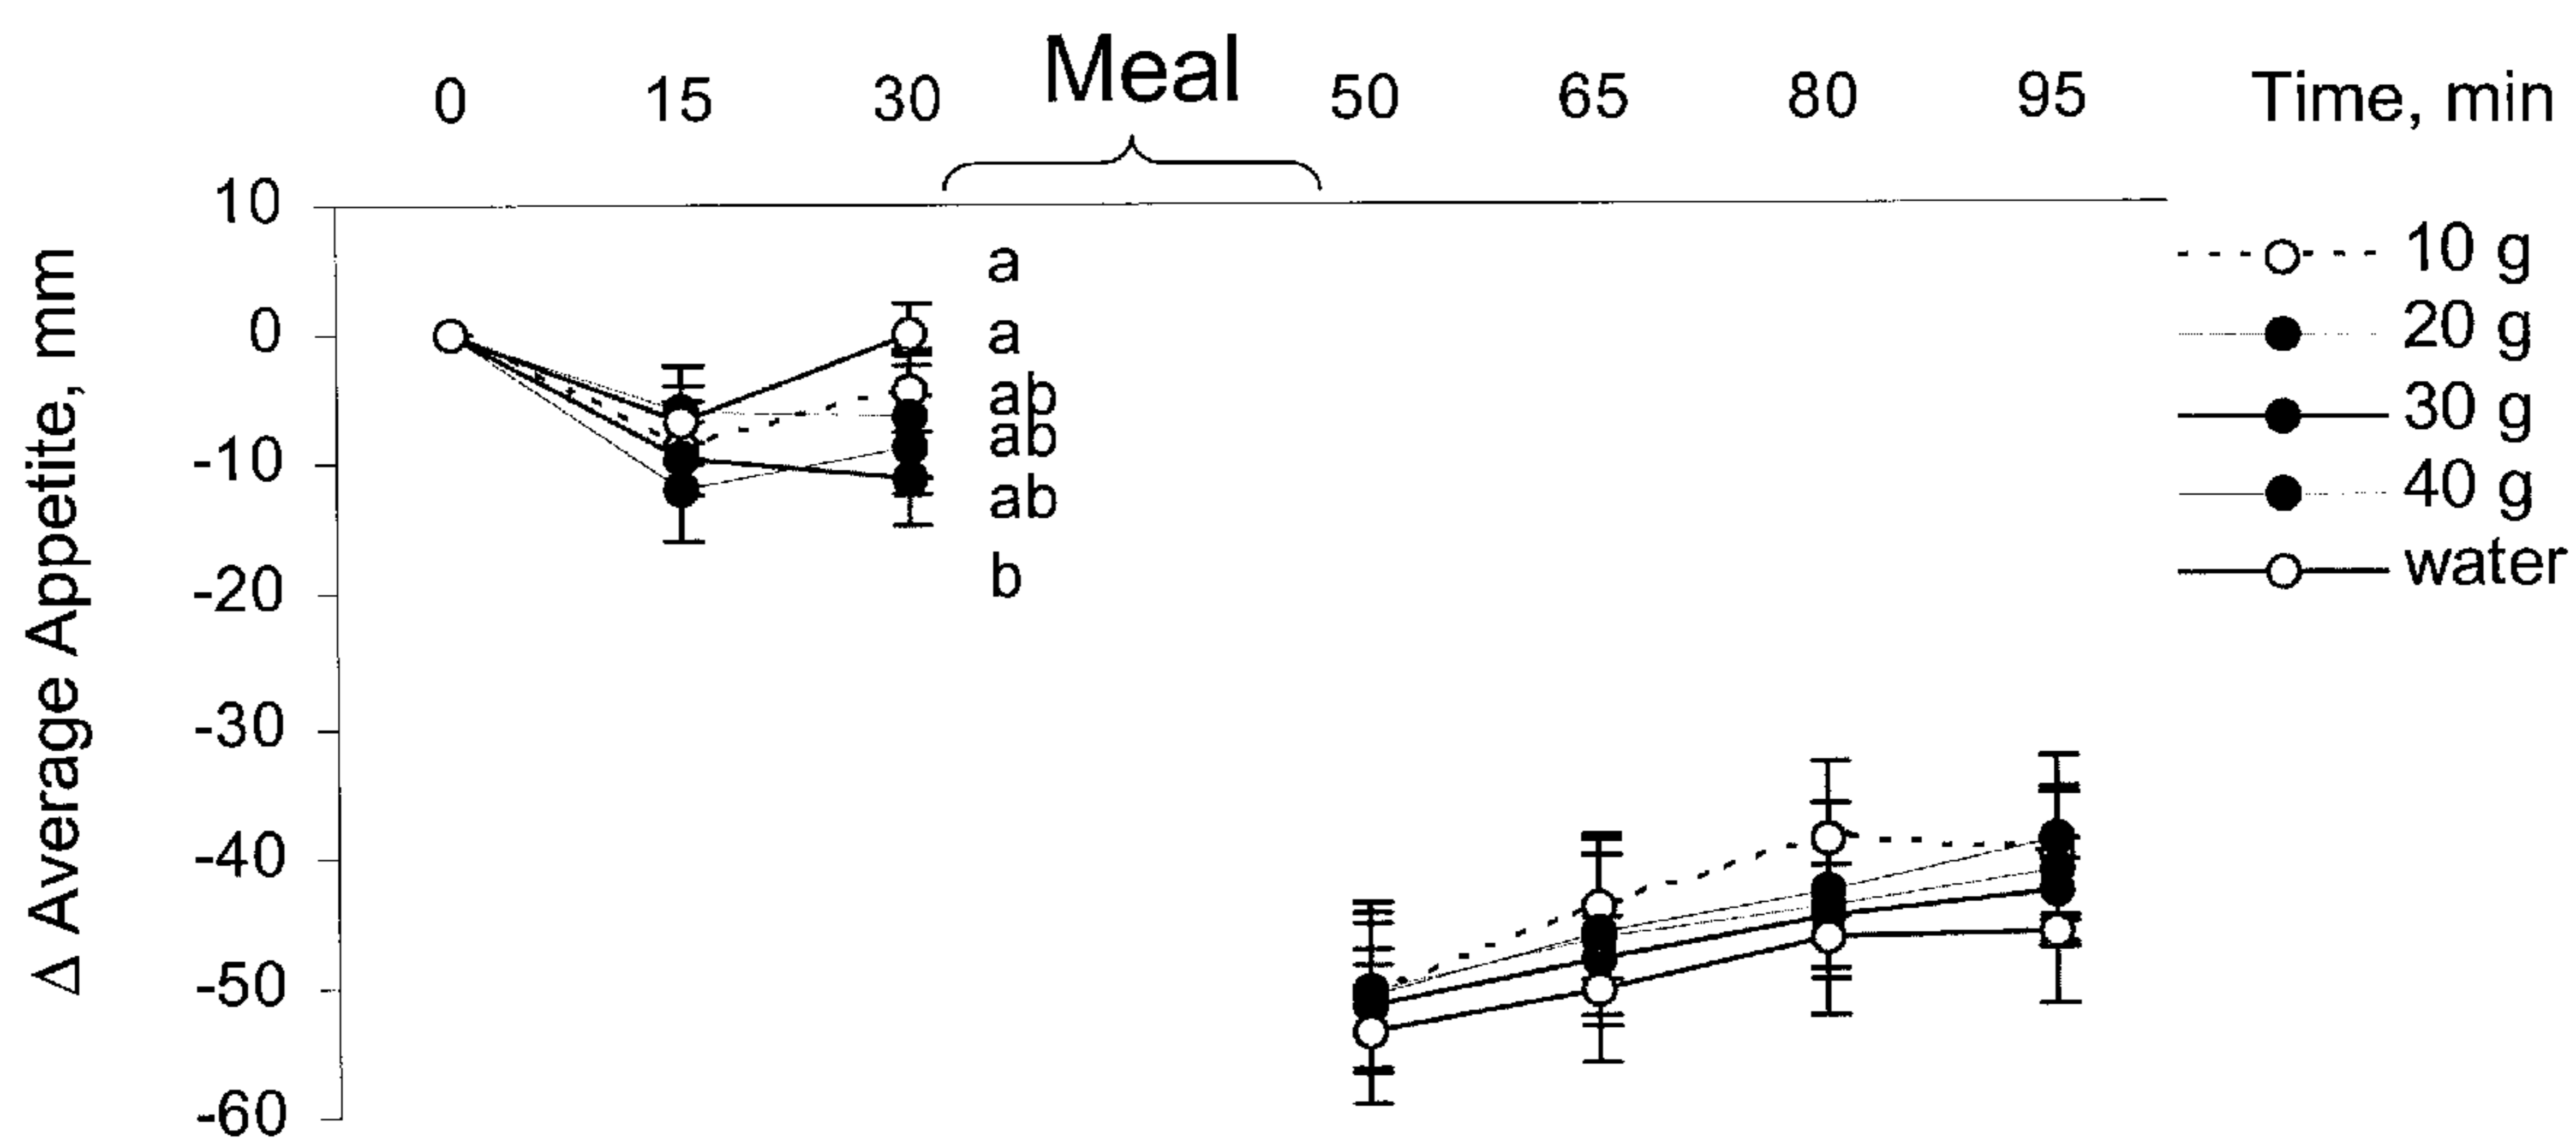 Meal
0 15 30 50 65 80 95 Time, min
10
0
-10
-20
-30
-40
-50
-60
Δ Average Appetite, mm
a
a
ab
ab
ab
b
10 g
20 g
30 g
40 g
water